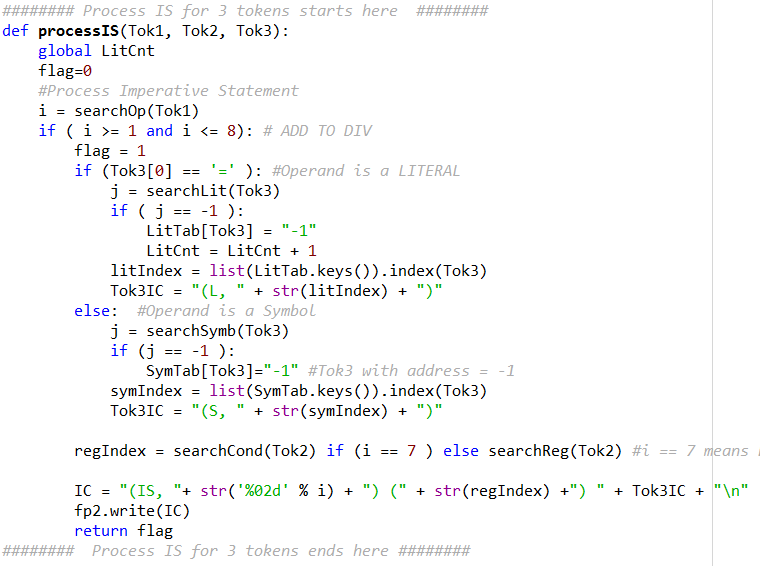 ######## Process IS for 3 tokens starts here  ########
def processIS(Tok1, Tok2, Tok3):
    global LitCnt
    flag=0
    #Process Imperative Statement
    i = searchOp(Tok1)
    if ( i >= 1 and i <= 8): # ADD TO DIV
        flag = 1
        if (Tok3[0] == '=' ): #Operand is a LITERAL
            j = searchLit(Tok3)
            if ( j == -1 ):
                LitTab[Tok3] = "-1"
                LitCnt = LitCnt + 1
            litIndex = list(LitTab.keys()).index(Tok3)
            Tok3IC = "(L, " + str(litIndex) + ")"
        else:  #Operand is a Symbol
            j = searchSymb(Tok3)
            if (j == -1 ):
                SymTab[Tok3]="-1" #Tok3 with address = -1
            symIndex = list(SymTab.keys()).index(Tok3)
            Tok3IC = "(S, " + str(symIndex) + ")"

        regIndex = searchCond(Tok2) if (i == 7 ) else searchReg(Tok2) #i == 7 means

        IC = "(IS, "+ str('%02d' % i) + ") (" + str(regIndex) +") " + Tok3IC + "\n"
        fp2.write(IC)
        return flag
########  Process IS for 3 tokens ends here ########